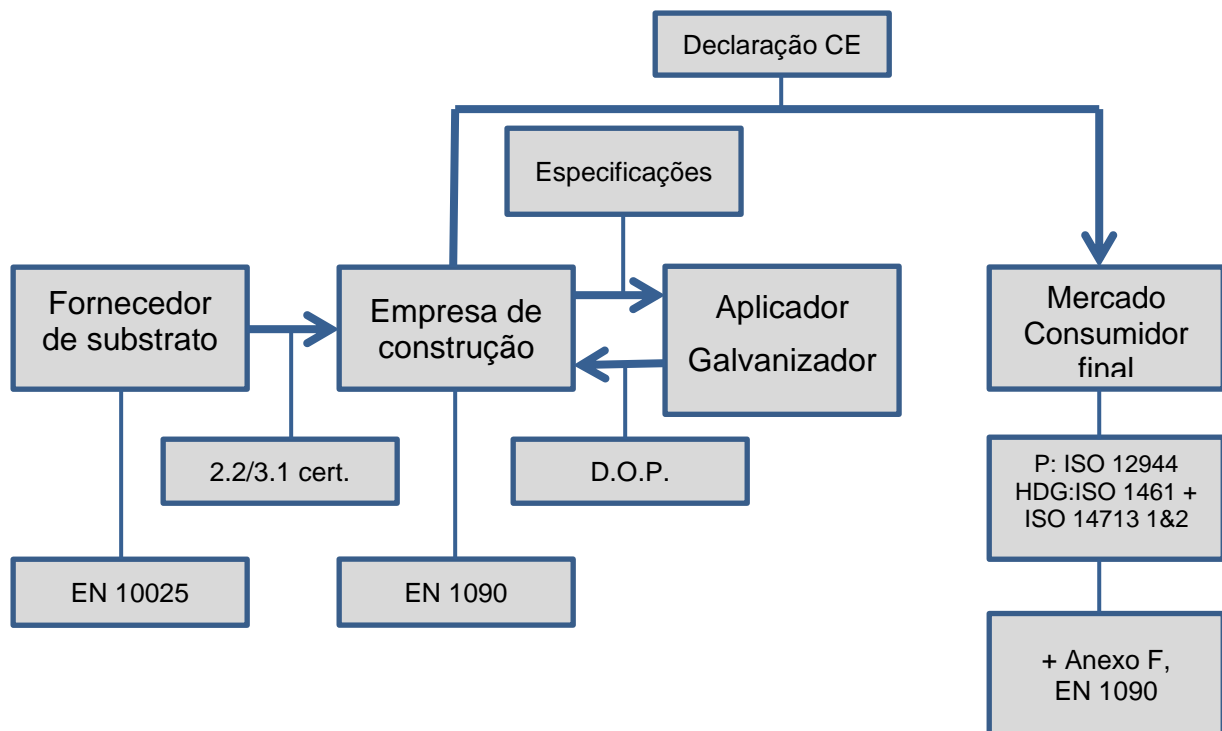 Declaração CE
Especificações
Fornecedor
de substrato
Empresa de
construção
Aplicador
Galvanizador
Mercado
Consumidor
final
2.2/3.1 cert.
D.O.P.
P: ISO 12944
HDG:ISO 1461 +
ISO 14713 1&2
EN 10025
EN 1090
+ Anexo F,
EN 1090